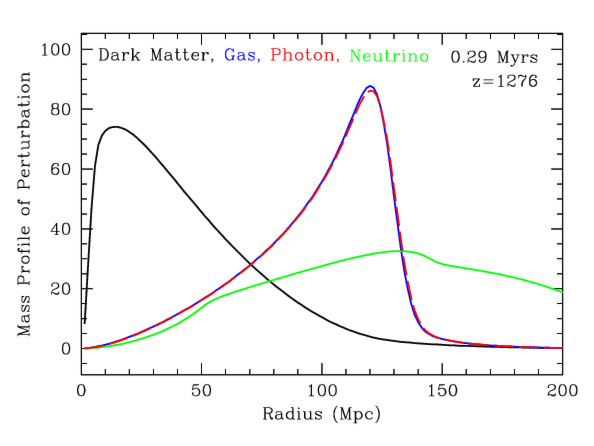 Dark Matter, Gas, Photon, Neutrino 0.29 Myrs
z=1276
Mass Profile of Perturbation
100
80
60
40
20
0
0 50 100 150 200
Radius (Mpc)